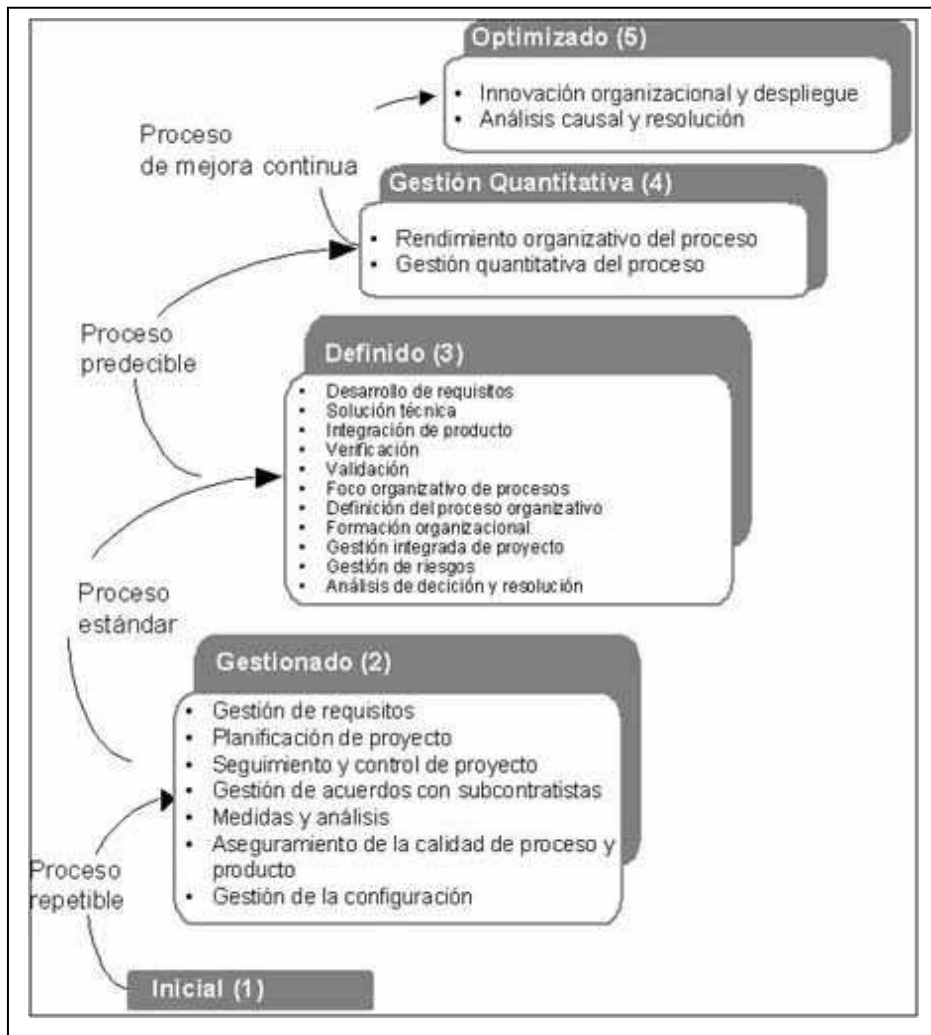 Optimizado (5)
• Innovación organizacional y despliegue
• Análisis causal y resolución
Proceso
de mejora continua
Gestión Quantitativa (4)
• Rendimiento organizativo del proceso
• Gestión quantitativa del proceso
Proceso
predecible
Definido (3)
• Desarrollo de requisitos
• Solución técnica
• Integración de producto
• Verificación
• Validación
• Foco organizativo de procesos
• Definición del proceso organizativo
• Formación organizacional
• Gestión integrada de proyecto
• Gestión de riesgos
• Análisis de decición y resolución
Proceso
estándar
Gestionado (2)
• Gestión de requisitos
• Planificación de proyecto
• Seguimiento y control de proyecto
• Gestión de acuerdos con subcontratistas
• Medidas y análisis
• Aseguramiento de la calidad de proceso y
producto
• Gestión de la configuración
Proceso
repetible
Inicial (1)